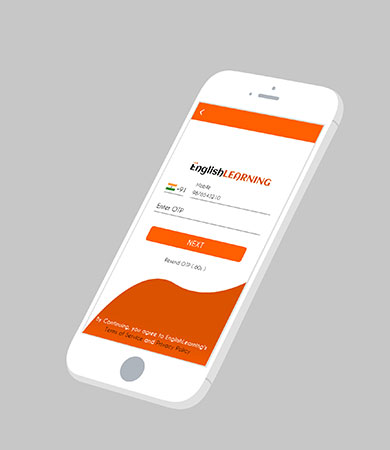 EnglishLEARNING
+91
Mobile
Enter OTP
NEXT
Resend OTP ( 60s )
by Continuing, you agree to EnglishLearning's
Terms of Service and Privacy Policy